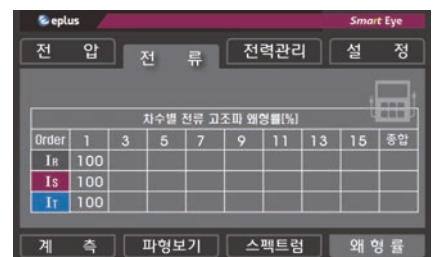 eplus Smart Eye
전 압 전 류 전력관리 설 정
차수별 전류 고조파 왜형률[%]
Order 1 3 5 7 9 11 13 15 종합
IR 100
IS 100
IT 100
계 측 파형보기 스펙트럼 왜 형 률